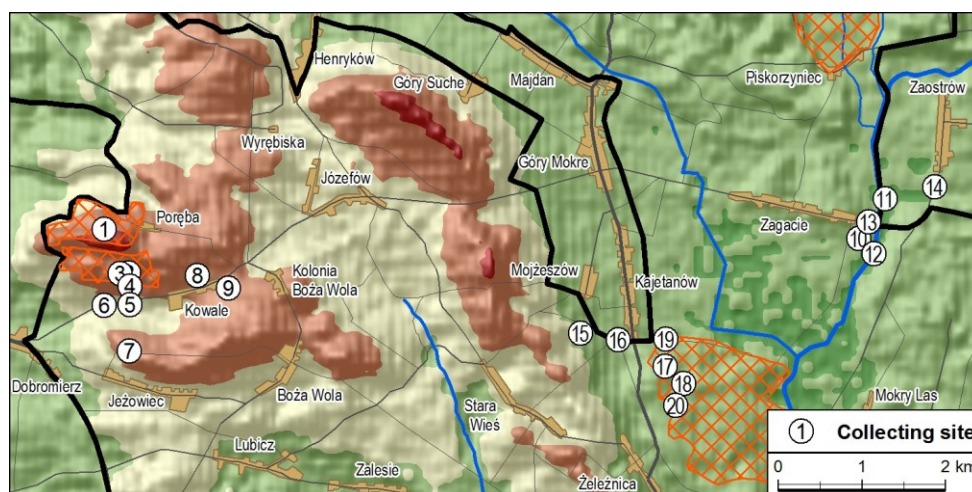 Henryków
Góry Suche
Majdan
Piskorzyniec
Zaostrów
Wyrębiska
Józefów
Góry Mokre
14
11
Zagacie
13
1
Poręba
10
12
3
8
Kolonia
Boża Wola
Mojżeszów
Kajetanów
4
9
6
5
Kowale
15
16
19
7
17
18
Dobromierz
Jeżowiec
Boża Wola
Stara
Wieś
20
Mokry Las
Lubicz
Zalesie
Żeleźnica
1 Collecting site
0 1 2 km